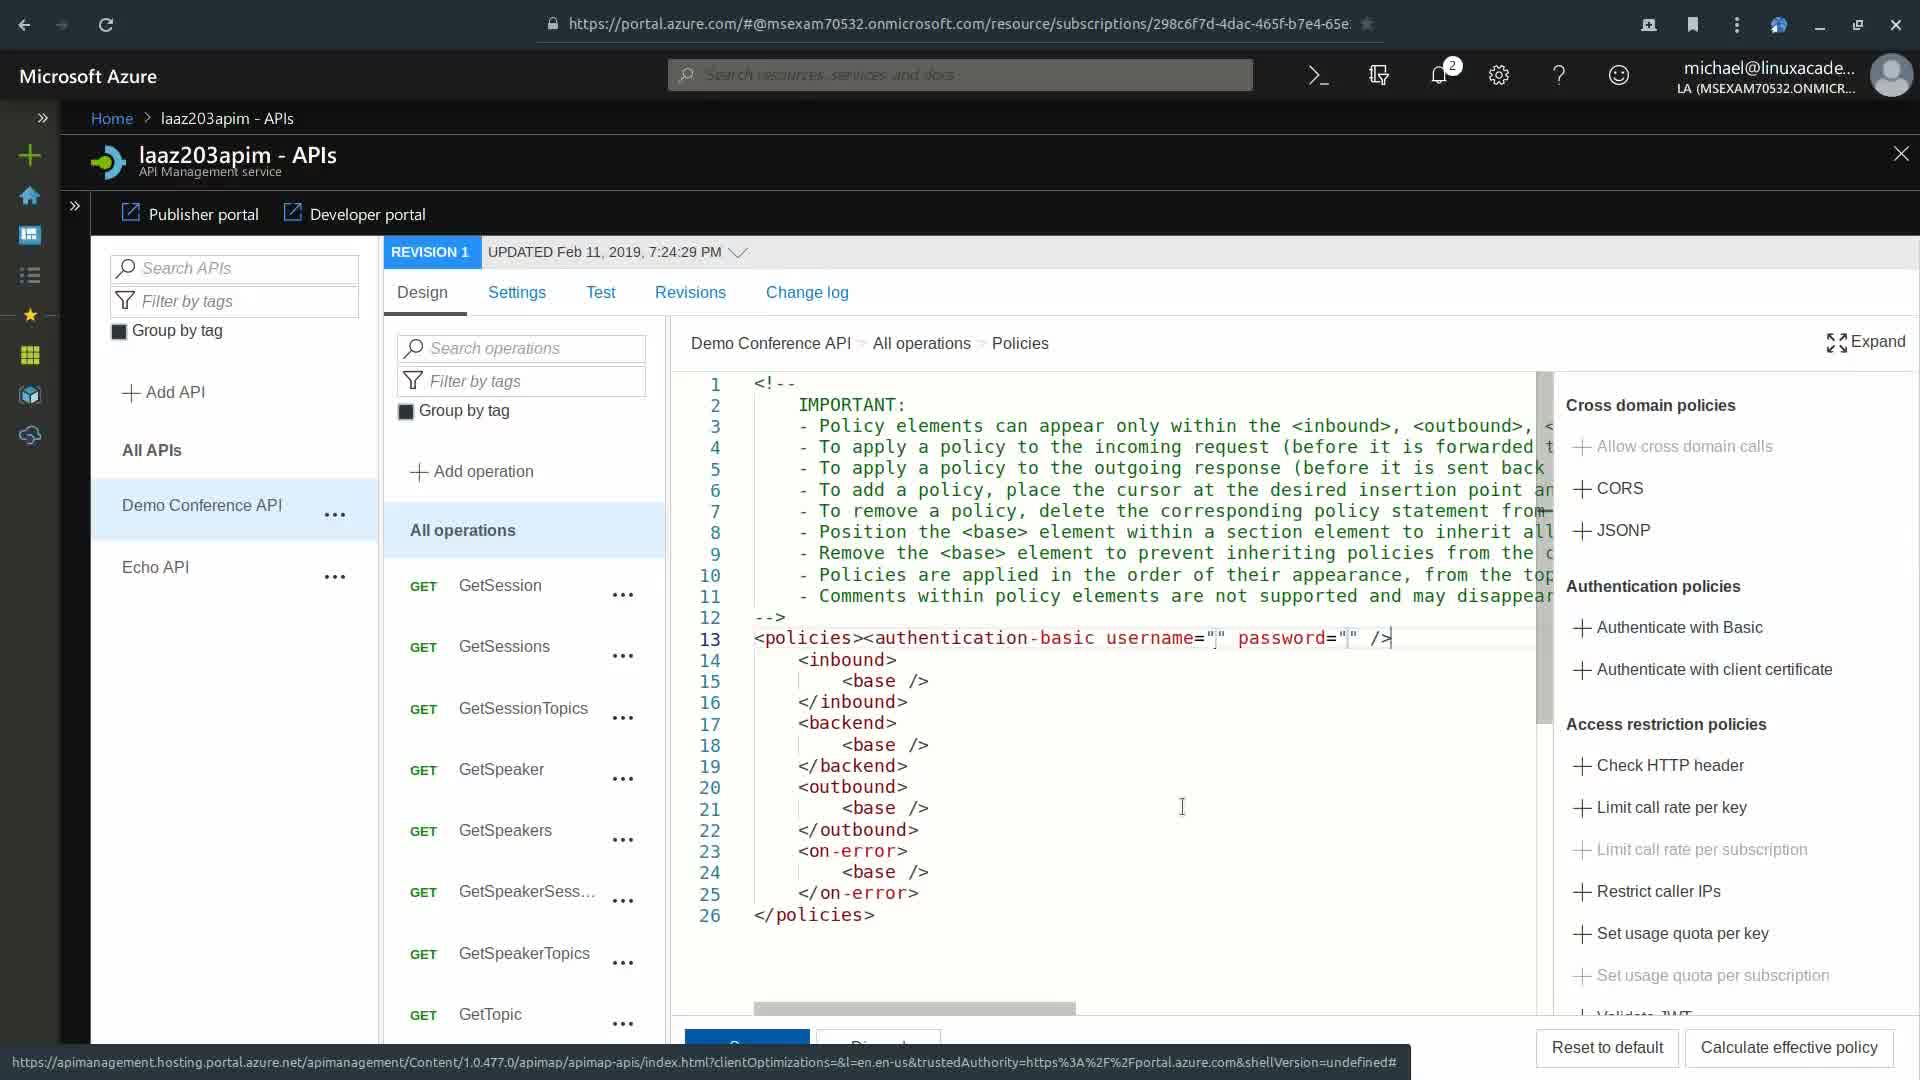 https://portal.azure.com/#@msexam70532.onmicrosoft.com/resource/subscriptions/298c6f7d-4dac-465f-b7e4-65e
Microsoft Azure
Search resources, services, and docs
2
michael@linuxacade...
LA (MSEXAM70532.ONMICR...
Home > laaz203apim - APIs
laaz203apim - APIs
API Management service
Publisher portal
Developer portal
Search APIs
Filter by tags
Group by tag
Add API
All APIs
Demo Conference API
Echo API
REVISION 1
UPDATED Feb 11, 2019, 7:24:29 PM
Design
Settings
Test
Revisions
Change log
Search operations
Filter by tags
Group by tag
Add operation
All operations
GET GetSession
GET GetSessions
GET GetSessionTopics
GET GetSpeaker
GET GetSpeakers
GET GetSpeakerSess...
GET GetSpeakerTopics
GET GetTopic
Demo Conference API
All operations
Policies
Expand
1 <!--
2 IMPORTANT:
3 - Policy elements can appear only within the <inbound>, <outbound>, <
4 - To apply a policy to the incoming request (before it is forwarded t
5 - To apply a policy to the outgoing response (before it is sent back
6 - To add a policy, place the cursor at the desired insertion point an
7 - To remove a policy, delete the corresponding policy statement from
8 - Position the <base> element within a section element to inherit all
9 - Remove the <base> element to prevent inheriting policies from the c
10 - Policies are applied in the order of their appearance, from the top
11 - Comments within policy elements are not supported and may disappear
12 -->
13 <policies><authentication-basic username="" password="" />
14 <inbound>
15 <base />
16 </inbound>
17 <backend>
18 <base />
19 </backend>
20 <outbound>
21 <base />
22 </outbound>
23 <on-error>
24 <base />
25 </on-error>
26 </policies>
Cross domain policies
Allow cross domain calls
CORS
JSONP
Authentication policies
Authenticate with Basic
Authenticate with client certificate
Access restriction policies
Check HTTP header
Limit call rate per key
Limit call rate per subscription
Restrict caller IPs
Set usage quota per key
Set usage quota per subscription
Validate JWT
Reset to default
Calculate effective policy
https://apimanagement.hosting.portal.azure.net/apimanagement/Content/1.0.477.0/apimap/apimap-apis/index.html?clientOptimizations=&l=en.en-us&trustedAuthority=https%3A%2F%2Fportal.azure.com&shellVersion=undefined#